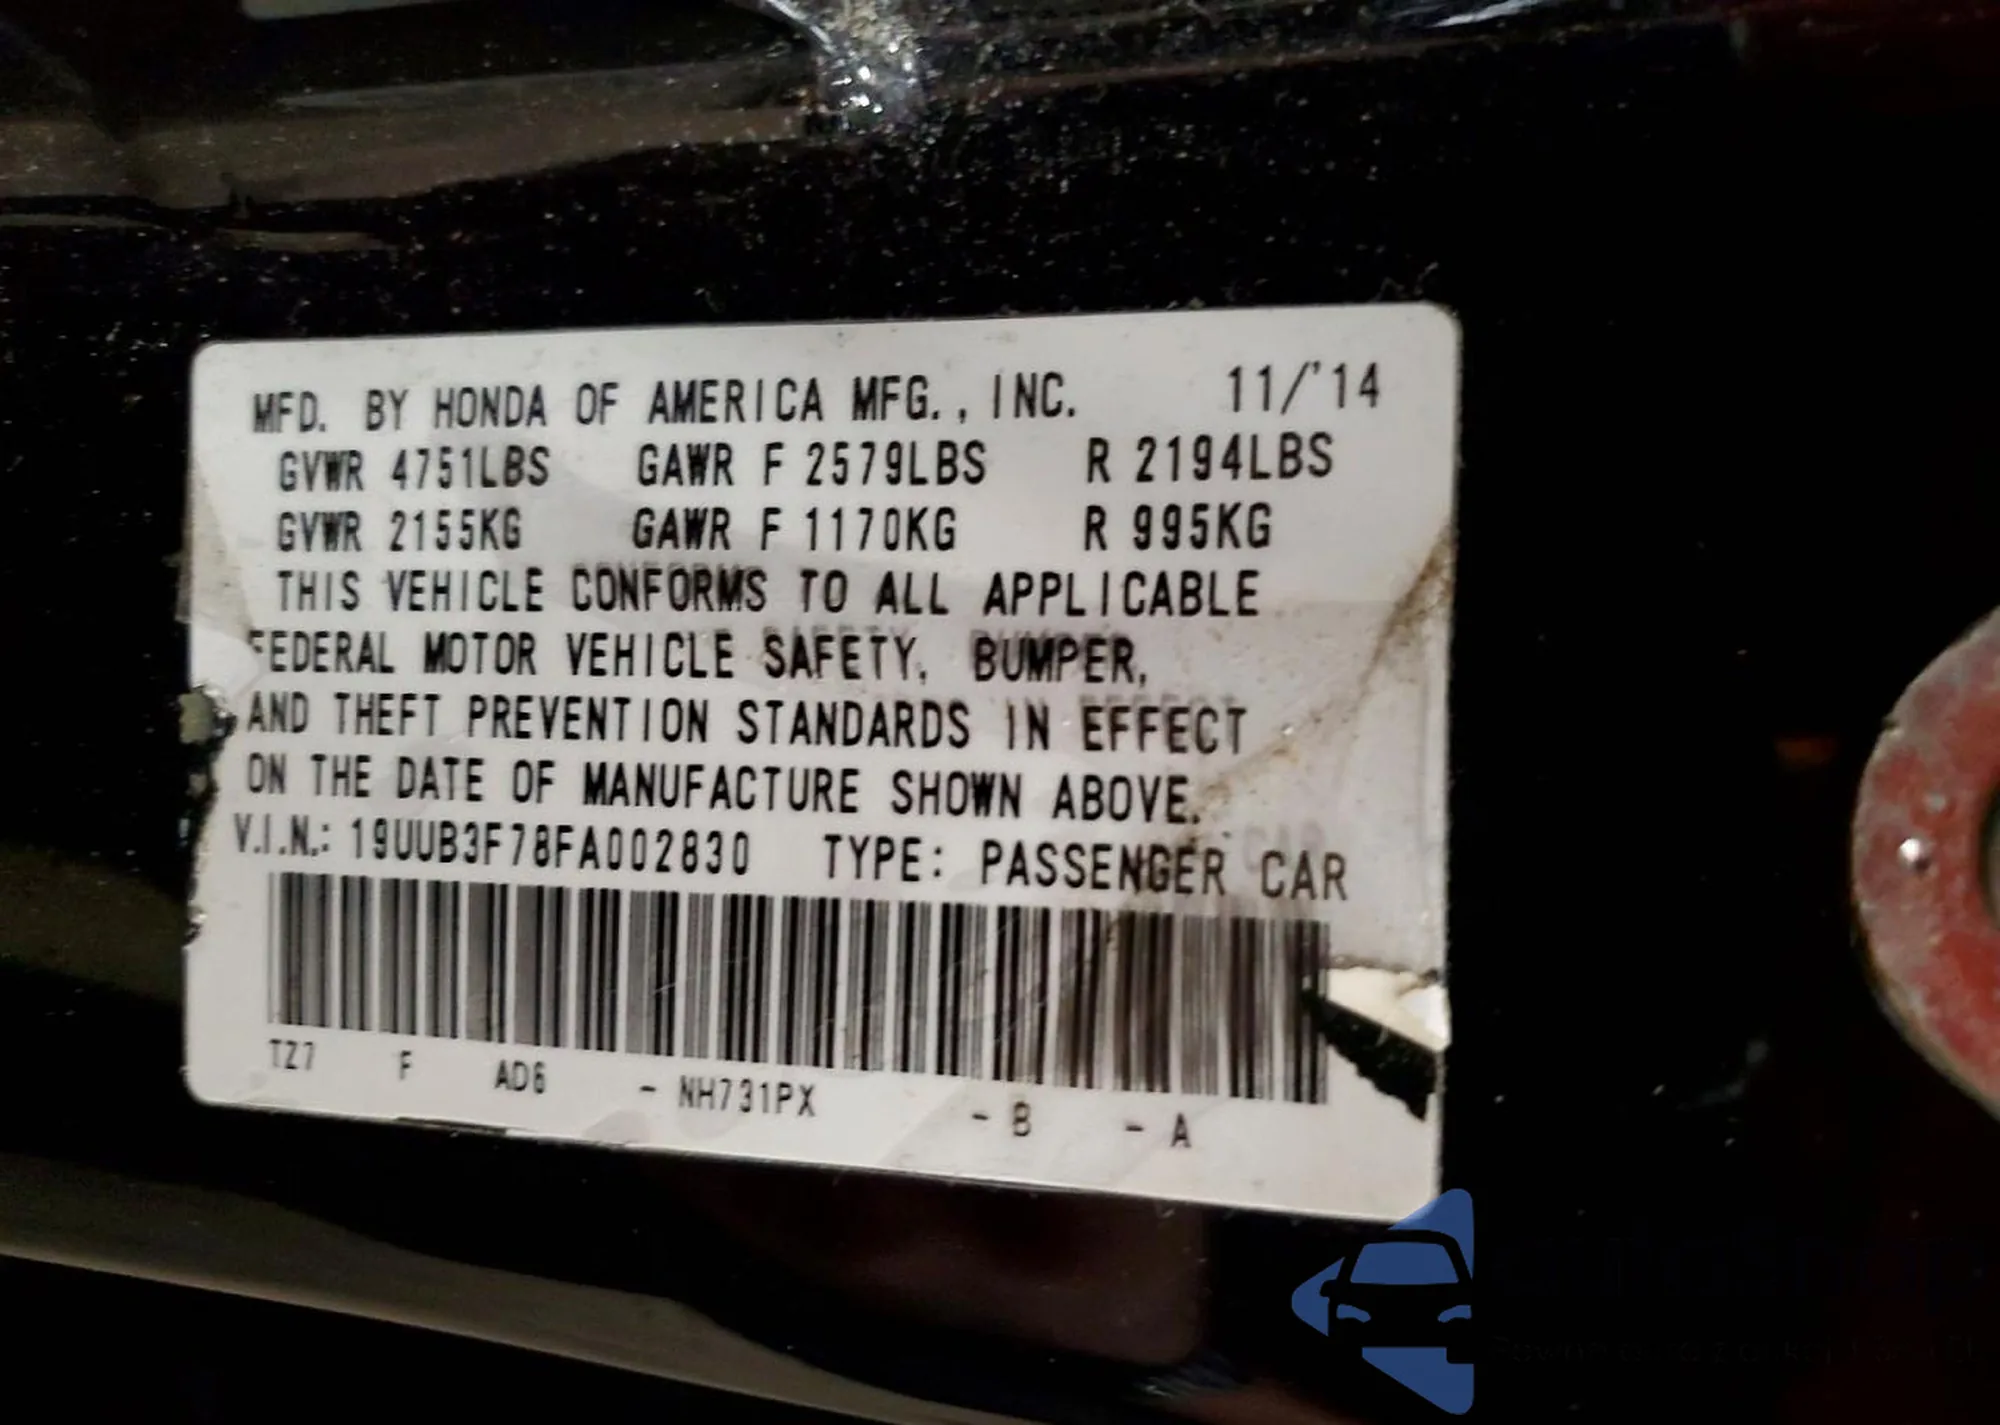 MFD. BY HONDA OF AMERICA MFG., INC. 11/'14
GVWR 4751LBS GAWR F 2579LBS R 2194LBS
GVWR 2155KG GAWR F 1170KG R 995KG
THIS VEHICLE CONFORMS TO ALL APPLICABLE
FEDERAL MOTOR VEHICLE SAFETY, BUMPER,
AND THEFT PREVENTION STANDARDS IN EFFECT
ON THE DATE OF MANUFACTURE SHOWN ABOVE.
V.I.N.: 19UUB3F78FA002830 TYPE: PASSENGER CAR
TZ7 F AD6 - NH731PX - B - A